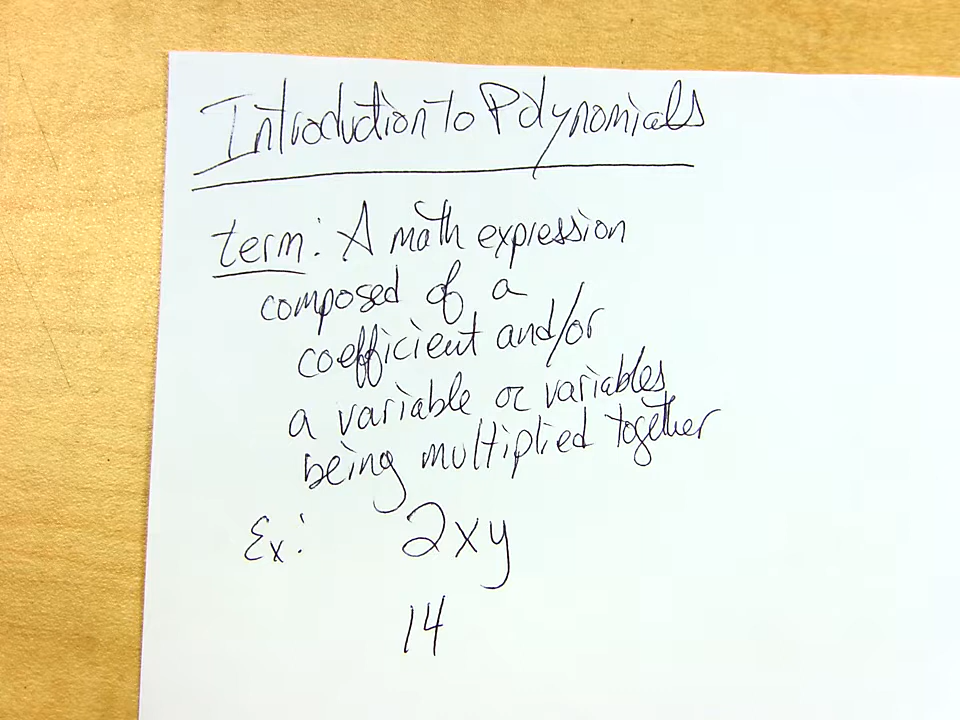 Introduction to Polynomials
term: A math expression
composed of a
coefficient and/or
a variable or variables
being multiplied together
Ex: 2xy
14